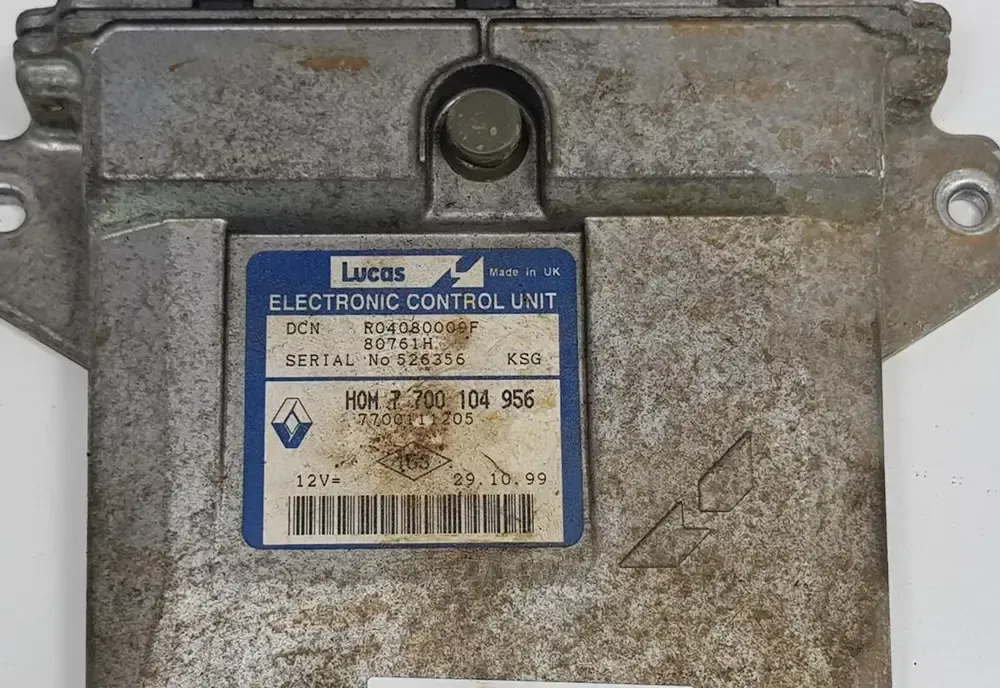 Lucas Made in UK
ELECTRONIC CONTROL UNIT
DCN R04080009F
80761H
SERIAL No 526356 KSG
HOM 7 700 104 956
7700111205
163
12V= 29.10.99